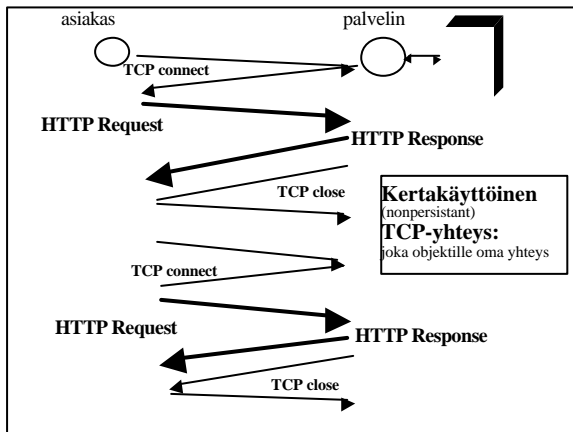 asiakas palvelin
TCP connect
HTTP Request
HTTP Response
TCP close
Kertakäyttöinen
(nonpersistant)
TCP-yhteys:
joka objektille oma yhteys
TCP connect
HTTP Request
HTTP Response
TCP close